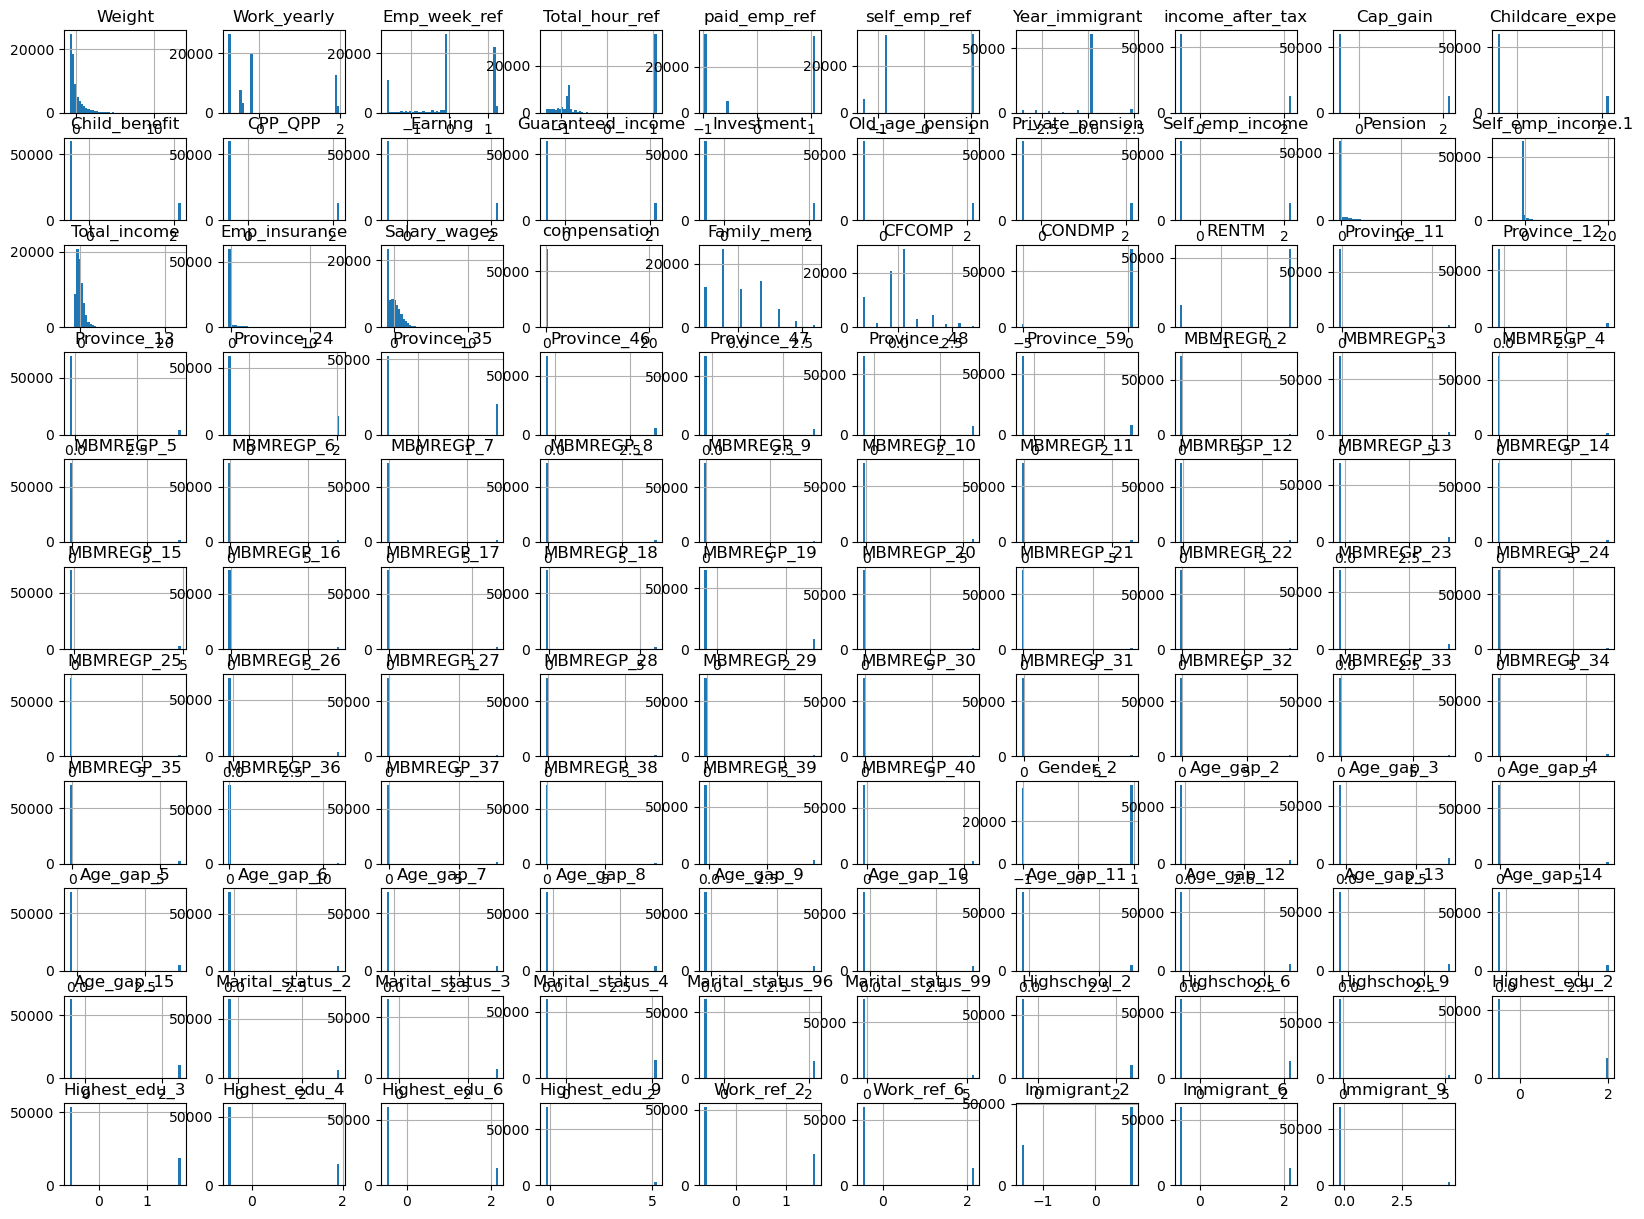 Weight Work_yearly Emp_week_ref Total_hour_ref paid_emp_ref self_emp_ref Year_immigrant income_after_tax Cap_gain Childcare_expe
20000 20000 20000 20000 20000 20000 50000 50000 50000 50000
0 0 0 0 0 0 0 0 0 0
0 10 0 2 −1 0 1 −1 0 1 −1 0 1 −1 0 1 −2.5 0.0 2.5 0 2 0 2 0 2
Child_benefit CPP_QPP Earning Guaranteed_income Investment Old_age_pension Private_pension Self_emp_income Pension Self_emp_income.1
50000 50000 50000 50000 50000 50000 50000 50000 50000 50000
0 0 0 0 0 0 0 0 0 0
0 2 0 2 0 2 0 2 0 2 0 2 0 2 0 2 0 10 0 20
Total_income Emp_insurance Salary_wages compensation Family_mem CFCOMP CONDMP RENTM Province_11 Province_12
20000 50000 20000 50000 20000 20000 50000 50000 50000 50000
0 0 0 0 0 0 0 0 0 0
0 20 0 10 0 10 0 20 0.0 2.5 0.0 2.5 −5 0 −1 0 0 5 0.0 2.5
Province_13 Province_24 Province_35 Province_46 Province_47 Province_48 Province_59 MBMREGP_2 MBMREGP_3 MBMREGP_4
50000 50000 50000 50000 50000 50000 50000 50000 50000 50000
0 0 0 0 0 0 0 0 0 0
0.0 2.5 0 2 0 1 0.0 2.5 0.0 2.5 0 2 0 2 0 5 0 5 0 5
MBMREGP_5 MBMREGP_6 MBMREGP_7 MBMREGP_8 MBMREGP_9 MBMREGP_10 MBMREGP_11 MBMREGP_12 MBMREGP_13 MBMREGP_14
50000 50000 50000 50000 50000 50000 50000 50000 50000 50000
0 0 0 0 0 0 0 0 0 0
0 5 0 5 0 5 0 5 0 5 0 5 0 5 0 5 0.0 2.5 0 5
MBMREGP_15 MBMREGP_16 MBMREGP_17 MBMREGP_18 MBMREGP_19 MBMREGP_20 MBMREGP_21 MBMREGP_22 MBMREGP_23 MBMREGP_24
50000 50000 50000 50000 50000 50000 50000 50000 50000 50000
0 0 0 0 0 0 0 0 0 0
0 5 0 5 0 5 0 5 0 2 0 5 0 5 0 5 0.0 2.5 0 5
MBMREGP_25 MBMREGP_26 MBMREGP_27 MBMREGP_28 MBMREGP_29 MBMREGP_30 MBMREGP_31 MBMREGP_32 MBMREGP_33 MBMREGP_34
50000 50000 50000 50000 50000 50000 50000 50000 50000 50000
0 0 0 0 0 0 0 0 0 0
0 5 0.0 2.5 0 5 0 5 0 5 0 5 0 5 0 5 0 5 0 5
MBMREGP_35 MBMREGP_36 MBMREGP_37 MBMREGP_38 MBMREGP_39 MBMREGP_40 Gender_2 Age_gap_2 Age_gap_3 Age_gap_4
50000 50000 50000 50000 50000 50000 20000 50000 50000 50000
0 0 0 0 0 0 0 0 0 0
0 5 0 10 0 5 0 5 0.0 2.5 0 5 −1 0 1 0.0 2.5 0.0 2.5 0 5
Age_gap_5 Age_gap_6 Age_gap_7 Age_gap_8 Age_gap_9 Age_gap_10 Age_gap_11 Age_gap_12 Age_gap_13 Age_gap_14
50000 50000 50000 50000 50000 50000 50000 50000 50000 50000
0 0 0 0 0 0 0 0 0 0
0.0 2.5 0.0 2.5 0.0 2.5 0.0 2.5 0.0 2.5 0.0 2.5 0.0 2.5 0.0 2.5 0.0 2.5 0.0 2.5
Age_gap_15 Marital_status_2 Marital_status_3 Marital_status_4 Marital_status_96 Marital_status_99 Highschool_2 Highschool_6 Highschool_9 Highest_edu_2
50000 50000 50000 50000 50000 50000 50000 50000 50000 50000
0 0 0 0 0 0 0 0 0 0
0 2 0 2 0 2 0 2 0 2 0 5 0 2 0 2 0 5 0 2
Highest_edu_3 Highest_edu_4 Highest_edu_6 Highest_edu_9 Work_ref_2 Work_ref_6 Immigrant_2 Immigrant_6 Immigrant_9
50000 50000 50000 50000 50000 50000 50000 50000 50000
0 0 0 0 0 0 0 0 0
0 1 0 2 0 2 0 5 0 1 0 2 −1 0 0 2 0.0 2.5